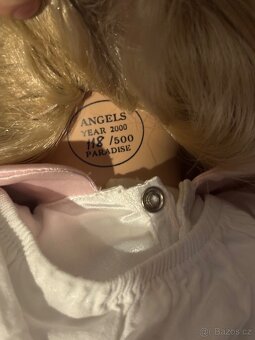 ANGELS
YEAR 2000
118/500
PARADISE
© Bazos.cz